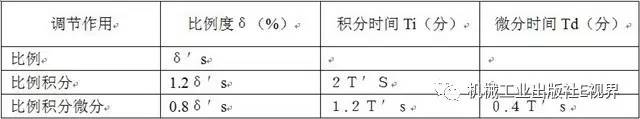 调节作用 比例度δ（%） 积分时间Ti（分） 微分时间Td（分）
比例 δ′s
比例积分 1.2δ′s 2T′S
比例积分微分 0.8δ′s 1.2T′s 0.4T′s
机械工业出版社E视界